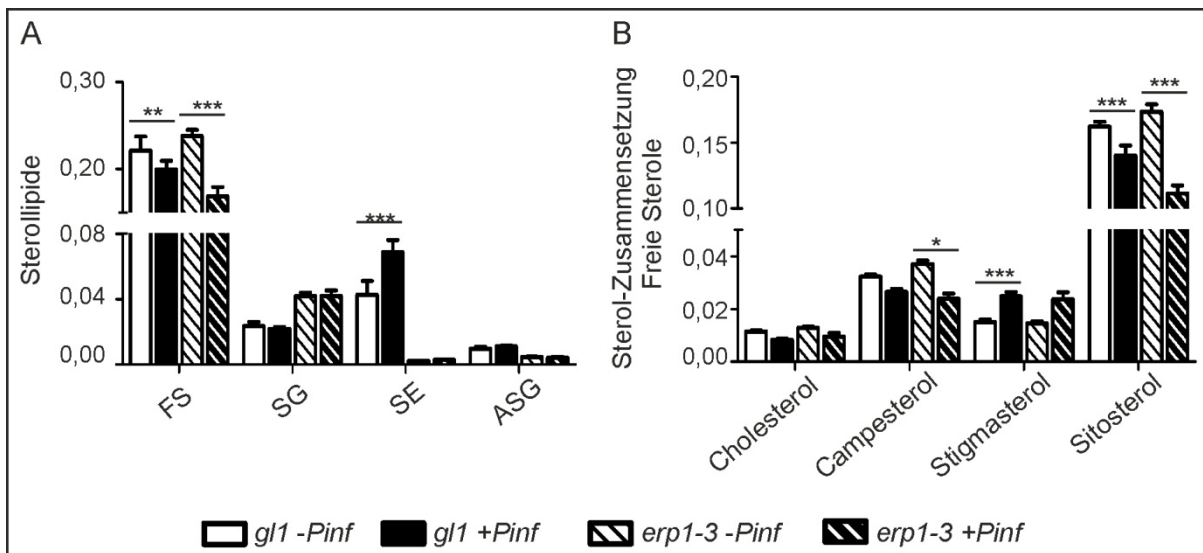 A
Sterollipide
0,30
0,20
0,08
0,04
0,00
**
***
***
FS
SG
SE
ASG
B
Sterol-Zusammensetzung
Freie Sterole
0,20
0,15
0,10
0,04
0,02
0,00
*
***
***
***
Cholesterol
Campesterol
Stigmasterol
Sitosterol
gl1 -Pinf
gl1 +Pinf
erp1-3 -Pinf
erp1-3 +Pinf